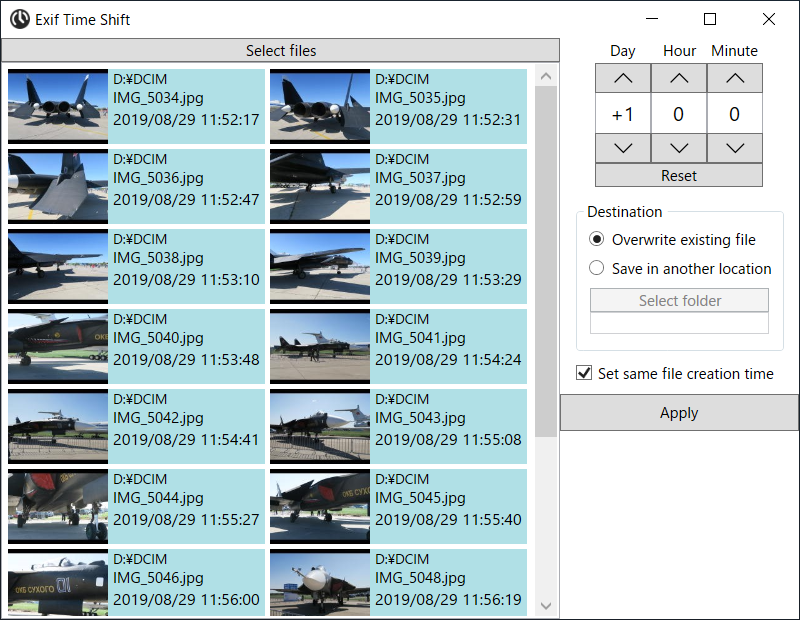 Exif Time Shift
Select files
D:¥DCIM
IMG_5034.jpg
2019/08/29 11:52:17
D:¥DCIM
IMG_5035.jpg
2019/08/29 11:52:31
D:¥DCIM
IMG_5036.jpg
2019/08/29 11:52:47
D:¥DCIM
IMG_5037.jpg
2019/08/29 11:52:59
D:¥DCIM
IMG_5038.jpg
2019/08/29 11:53:10
D:¥DCIM
IMG_5039.jpg
2019/08/29 11:53:29
D:¥DCIM
IMG_5040.jpg
2019/08/29 11:53:48
D:¥DCIM
IMG_5041.jpg
2019/08/29 11:54:24
D:¥DCIM
IMG_5042.jpg
2019/08/29 11:54:41
D:¥DCIM
IMG_5043.jpg
2019/08/29 11:55:08
D:¥DCIM
IMG_5044.jpg
2019/08/29 11:55:27
ОКБ СУХО
D:¥DCIM
IMG_5045.jpg
2019/08/29 11:55:40
ОКБ СУХОГО 01
D:¥DCIM
IMG_5046.jpg
2019/08/29 11:56:00
D:¥DCIM
IMG_5048.jpg
2019/08/29 11:56:19
Day Hour Minute
+1 0 0
Reset
Destination
Overwrite existing file
Save in another location
Select folder
Set same file creation time
Apply